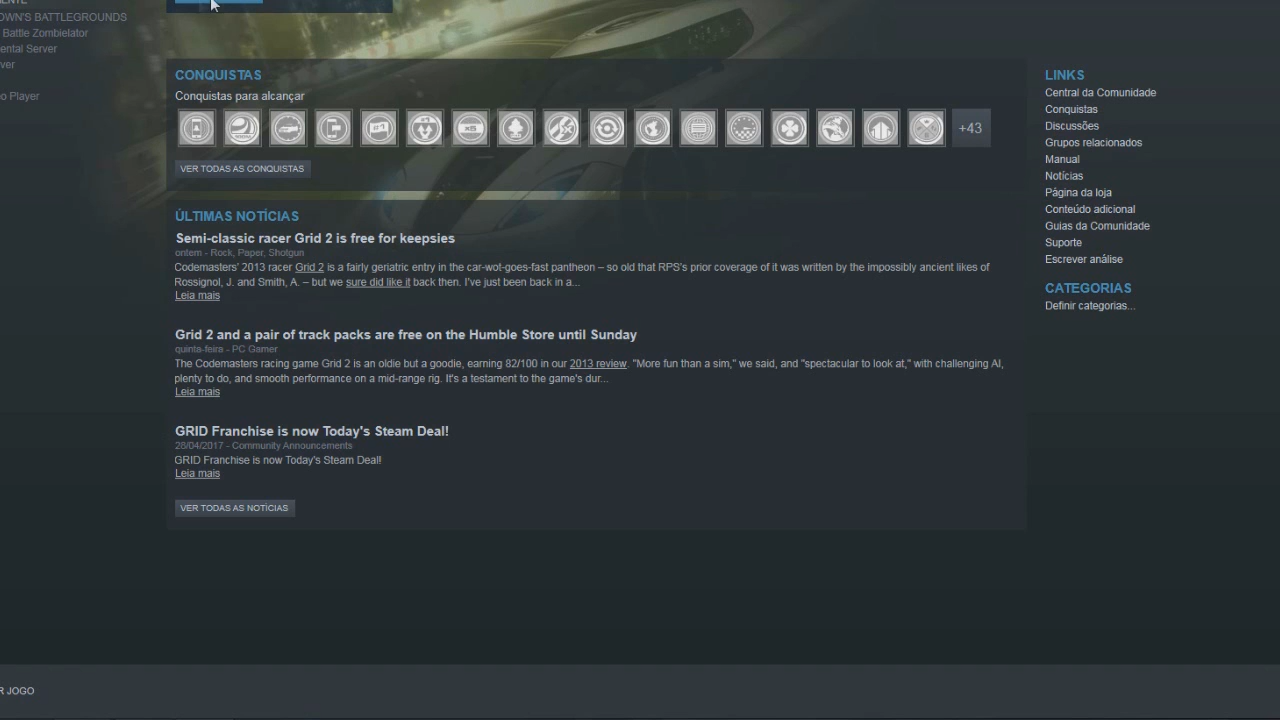 OWN'S BATTLEGROUNDS
Battle Zombielator
ental Server
ver
o Player
CONQUISTAS
Conquistas para alcançar
+43
VER TODAS AS CONQUISTAS
ÚLTIMAS NOTÍCIAS
Semi-classic racer Grid 2 is free for keepsies
ontem - Rock, Paper, Shotgun
Codemasters' 2013 racer Grid 2 is a fairly geriatric entry in the car-wot-goes-fast pantheon – so old that RPS's prior coverage of it was written by the impossibly ancient likes of
Rossignol, J. and Smith, A. – but we sure did like it back then. I've just been back in a...
Leia mais
Grid 2 and a pair of track packs are free on the Humble Store until Sunday
quinta-feira - PC Gamer
The Codemasters racing game Grid 2 is an oldie but a goodie, earning 82/100 in our 2013 review. "More fun than a sim," we said, and "spectacular to look at," with challenging AI,
plenty to do, and smooth performance on a mid-range rig. It's a testament to the game's dur...
Leia mais
GRID Franchise is now Today's Steam Deal!
28/04/2017 - Community Announcements
GRID Franchise is now Today's Steam Deal!
Leia mais
VER TODAS AS NOTÍCIAS
LINKS
Central da Comunidade
Conquistas
Discussões
Grupos relacionados
Manual
Notícias
Página da loja
Conteúdo adicional
Guias da Comunidade
Suporte
Escrever análise
CATEGORIAS
Definir categorias...
R JOGO